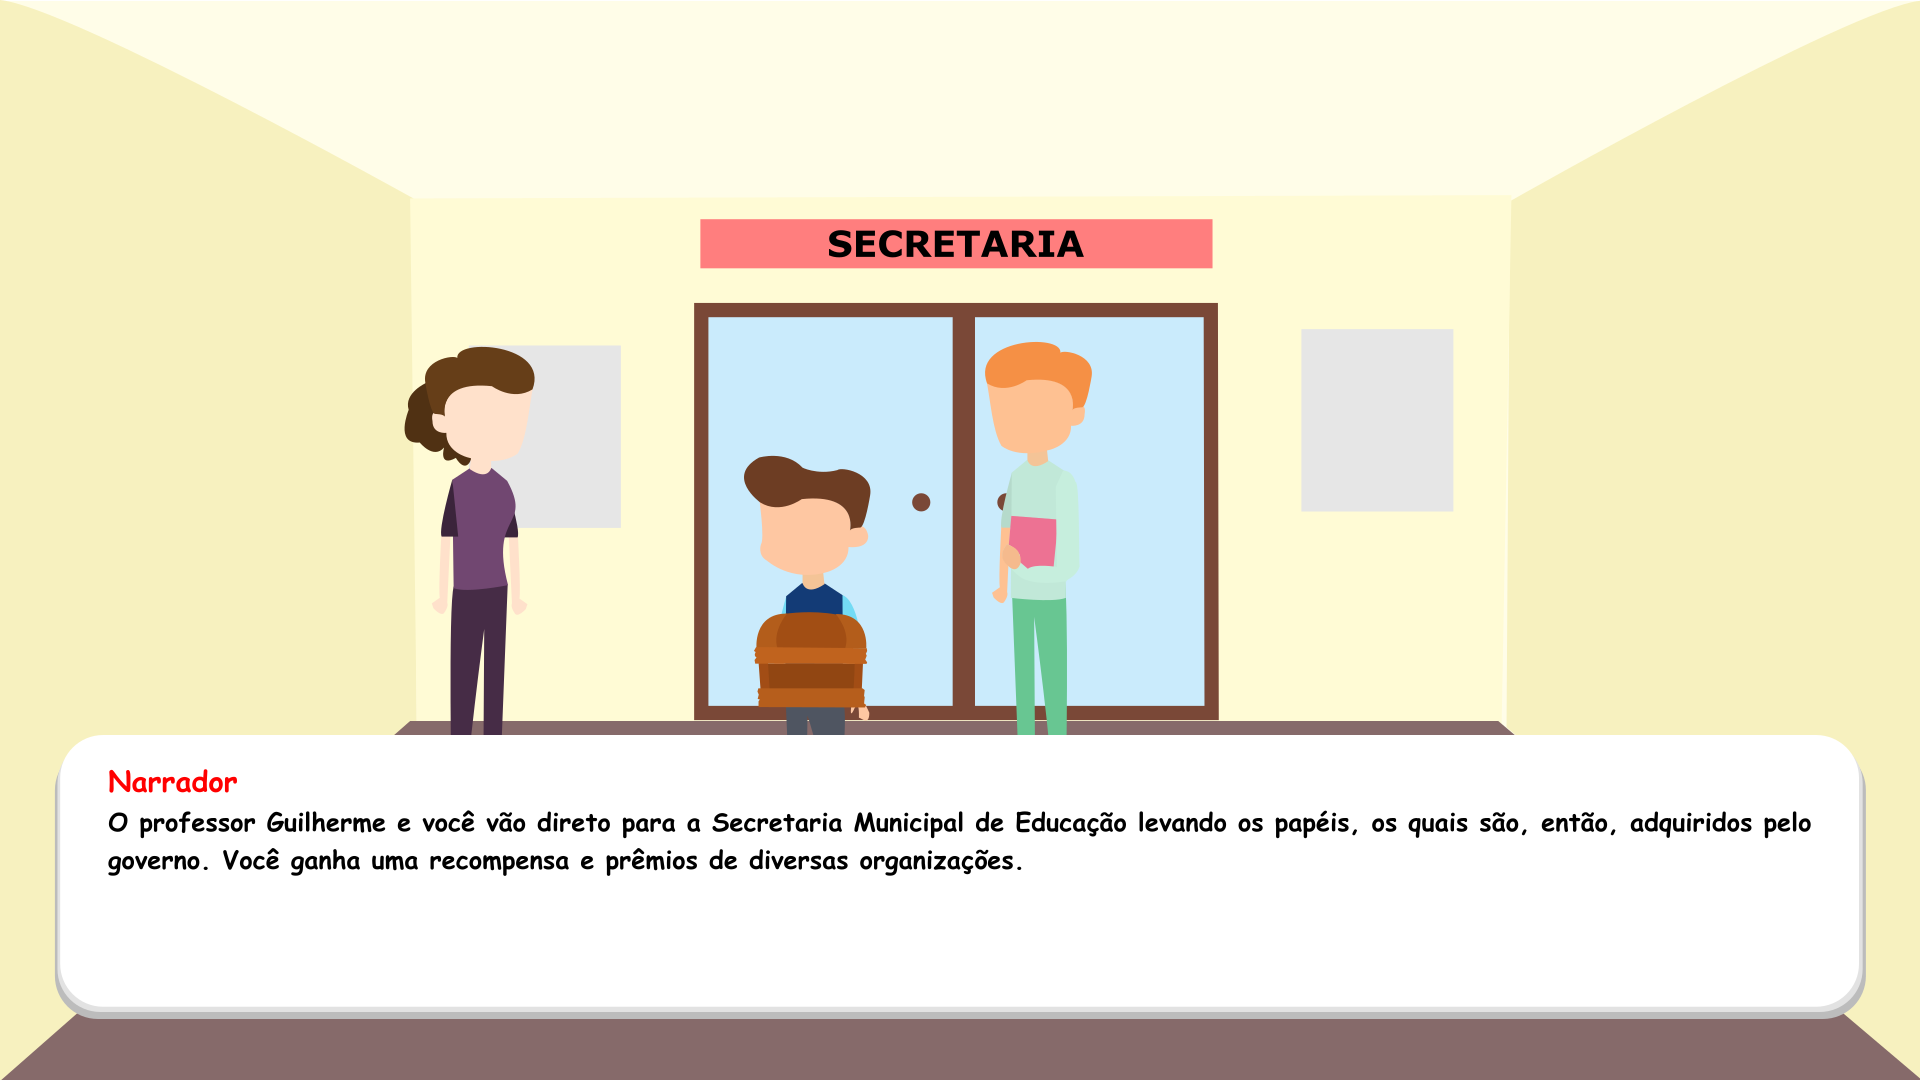 SECRETARIA
Narrador
O professor Guilherme e você vão direto para a Secretaria Municipal de Educação levando os papéis, os quais são, então, adquiridos pelo
governo. Você ganha uma recompensa e prêmios de diversas organizações.